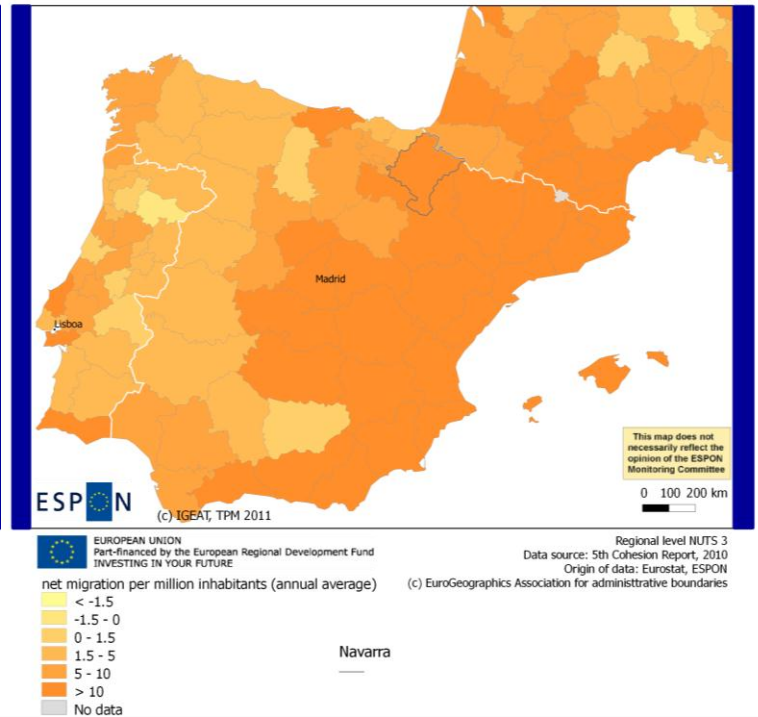 Madrid
Lisboa
This map does not
necessarily reflect the
opinion of the ESPON
Monitoring Committee
ESPON
(c) IGEAT, TPM 2011
0 100 200 km
EUROPEAN UNION
Part-financed by the European Regional Development Fund
INVESTING IN YOUR FUTURE
Regional level NUTS 3
Data source: 5th Cohesion Report, 2010
Origin of data: Eurostat, ESPON
(c) EuroGeographics Association for administtrative boundaries
net migration per million inhabitants (annual average)
< -1.5
-1.5 - 0
0 - 1.5
1.5 - 5
5 - 10
> 10
No data
Navarra